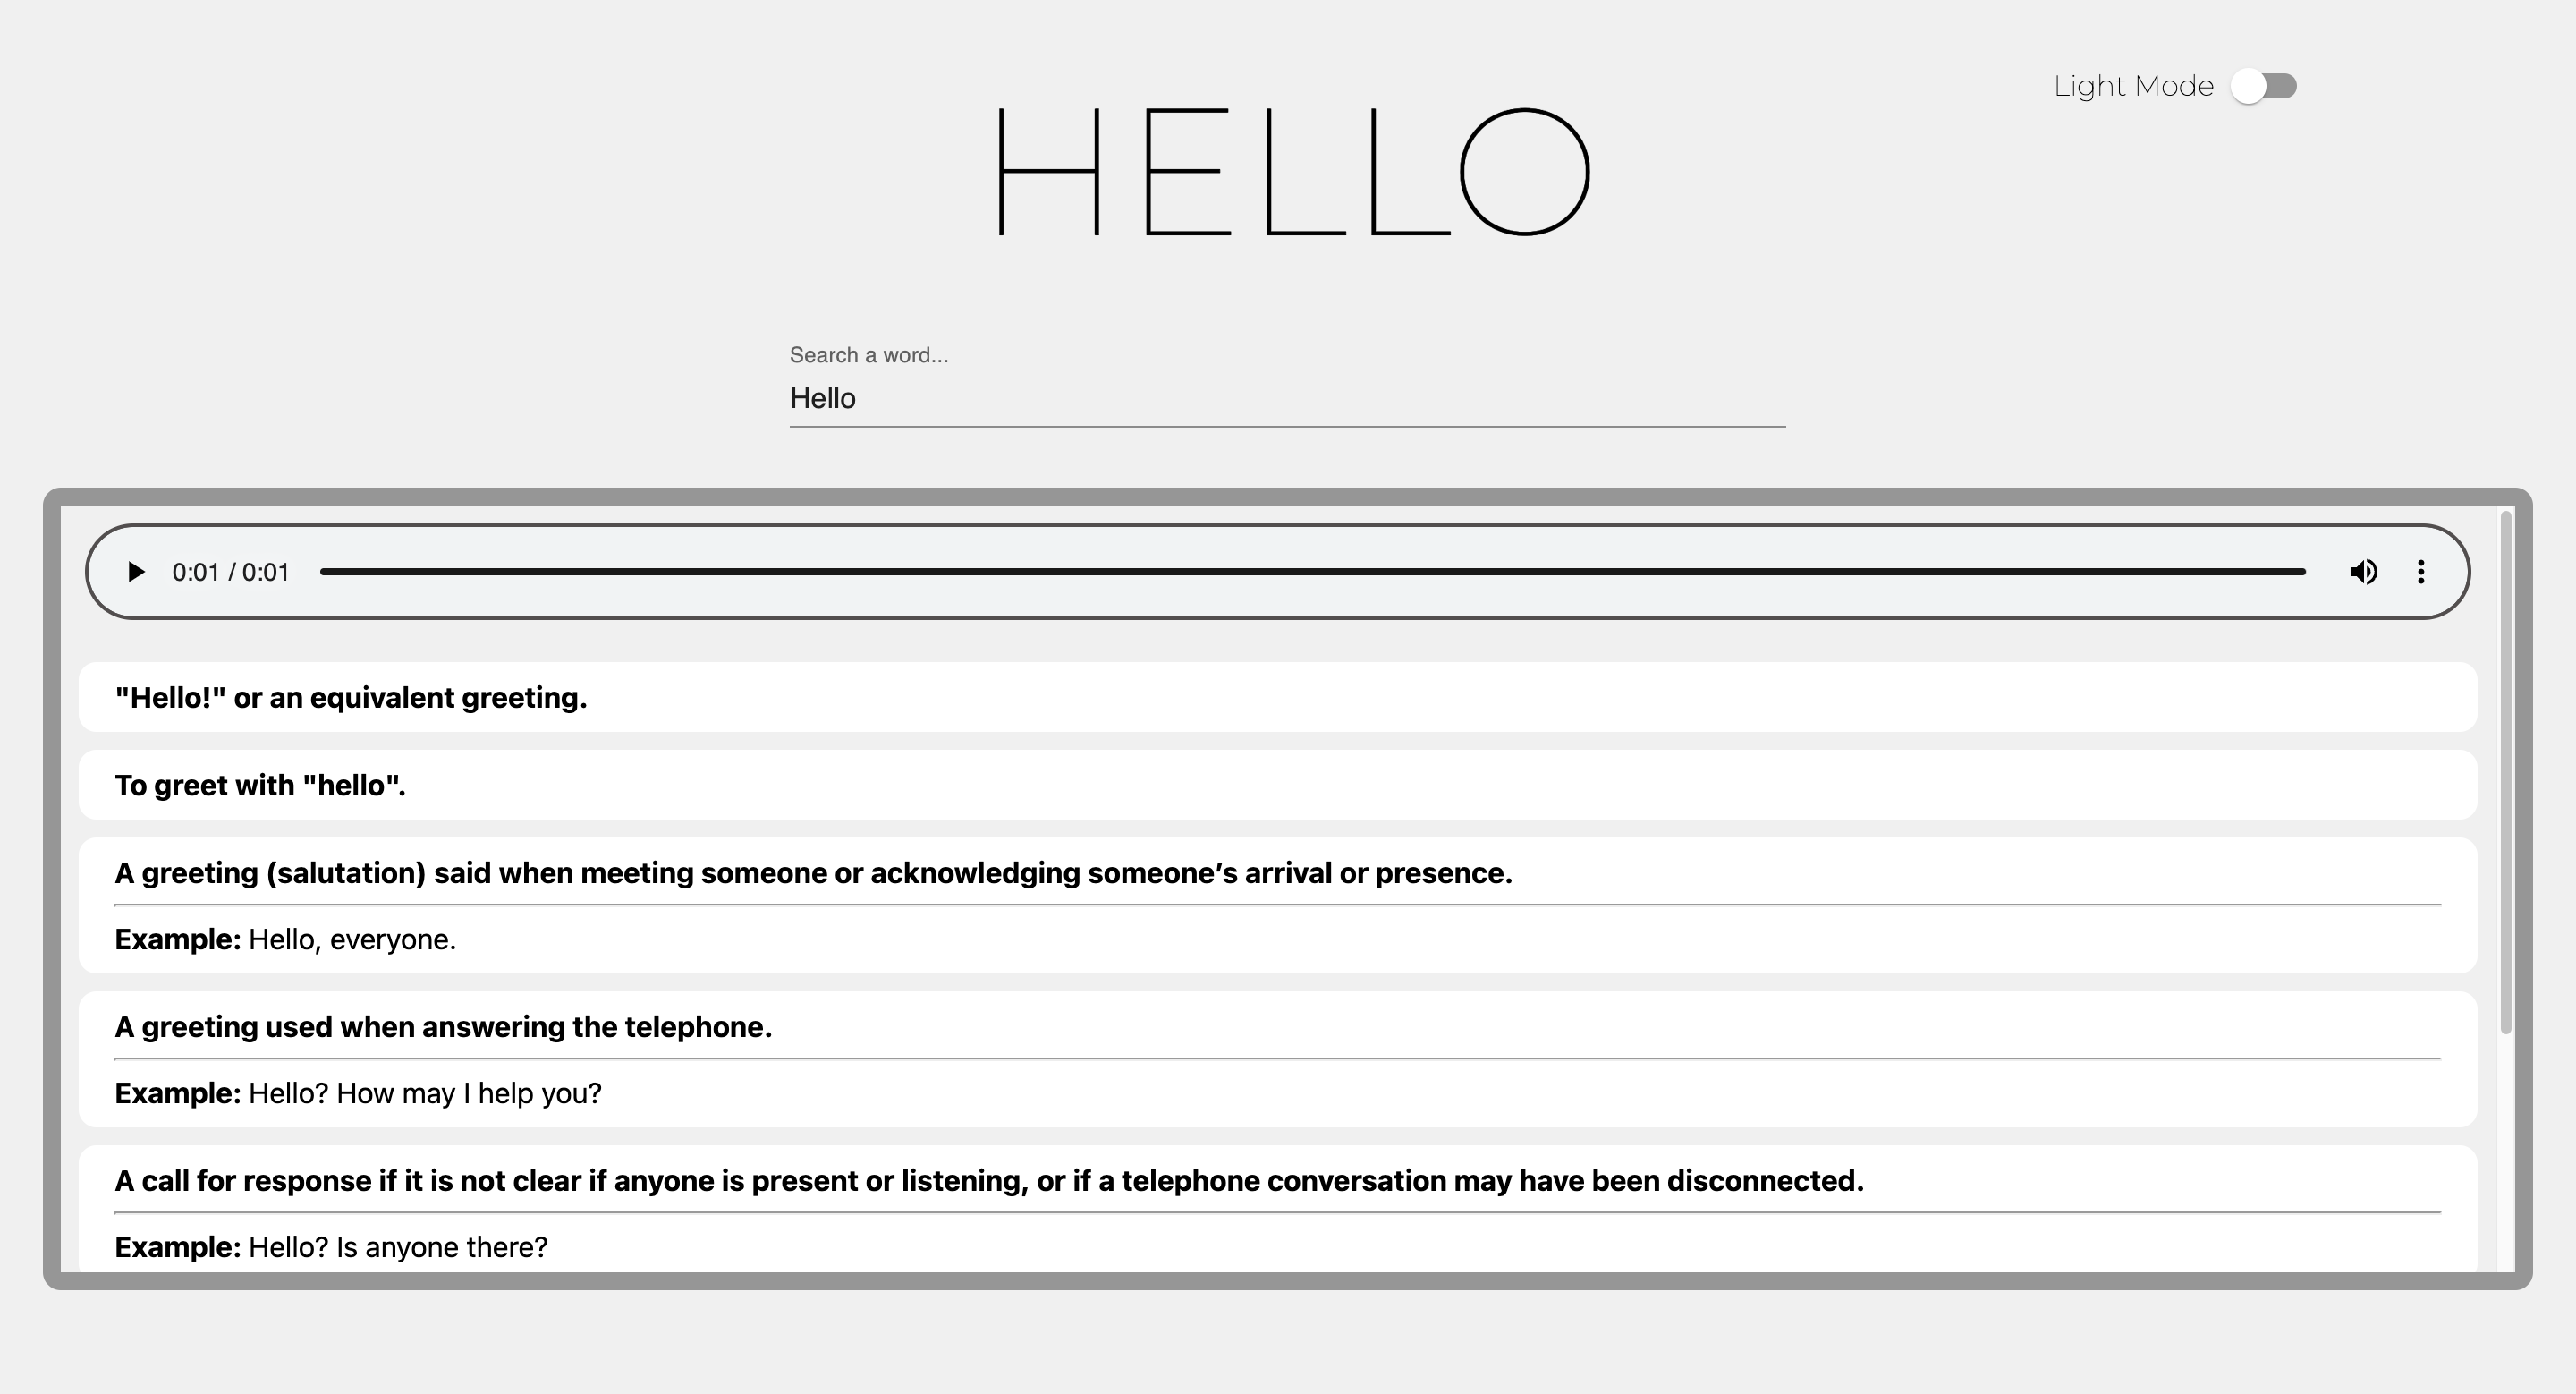 Light Mode
HELLO
Search a word...
Hello
0:01 / 0:01
"Hello!" or an equivalent greeting.
To greet with "hello".
A greeting (salutation) said when meeting someone or acknowledging someone’s arrival or presence.
Example: Hello, everyone.
A greeting used when answering the telephone.
Example: Hello? How may I help you?
A call for response if it is not clear if anyone is present or listening, or if a telephone conversation may have been disconnected.
Example: Hello? Is anyone there?